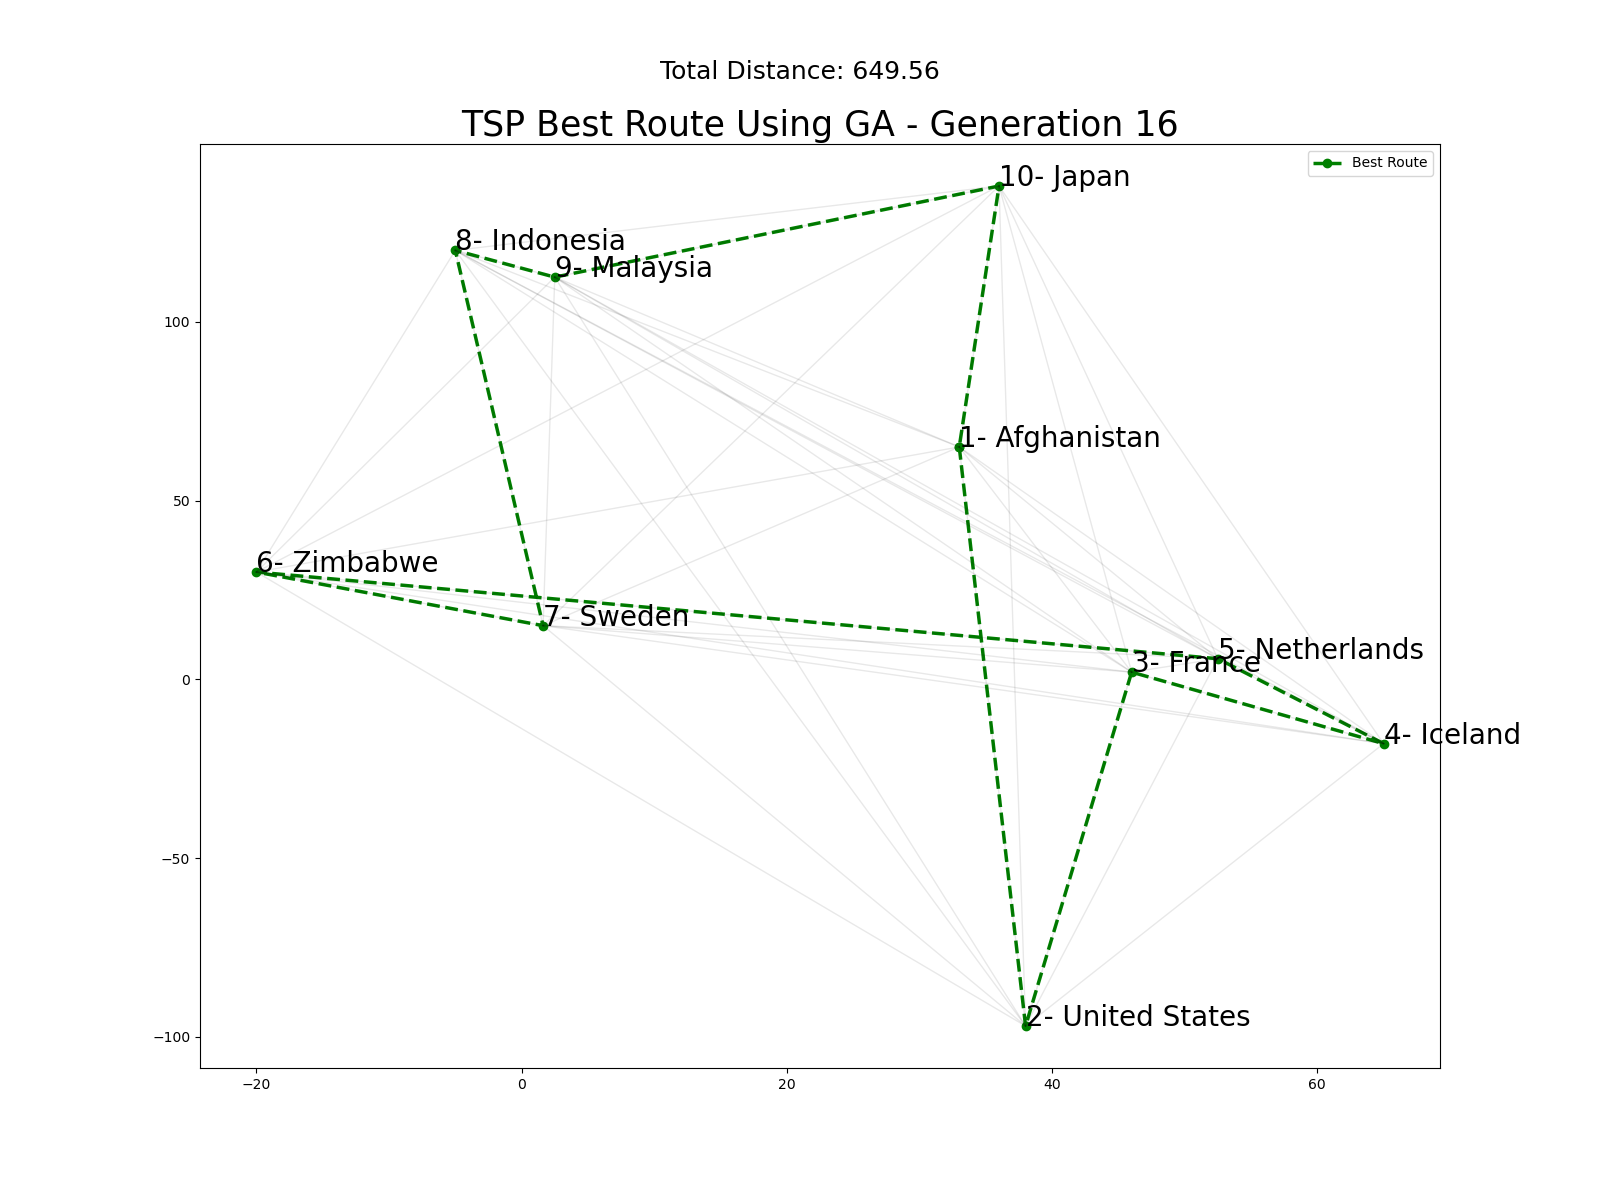 Total Distance: 649.56
TSP Best Route Using GA - Generation 16
Best Route
10- Japan
8- Indonesia
9- Malaysia
100
1- Afghanistan
50
6- Zimbabwe
7- Sweden
5- Netherlands
3- France
0
4- Iceland
−50
2- United States
−100
−20
0
20
40
60